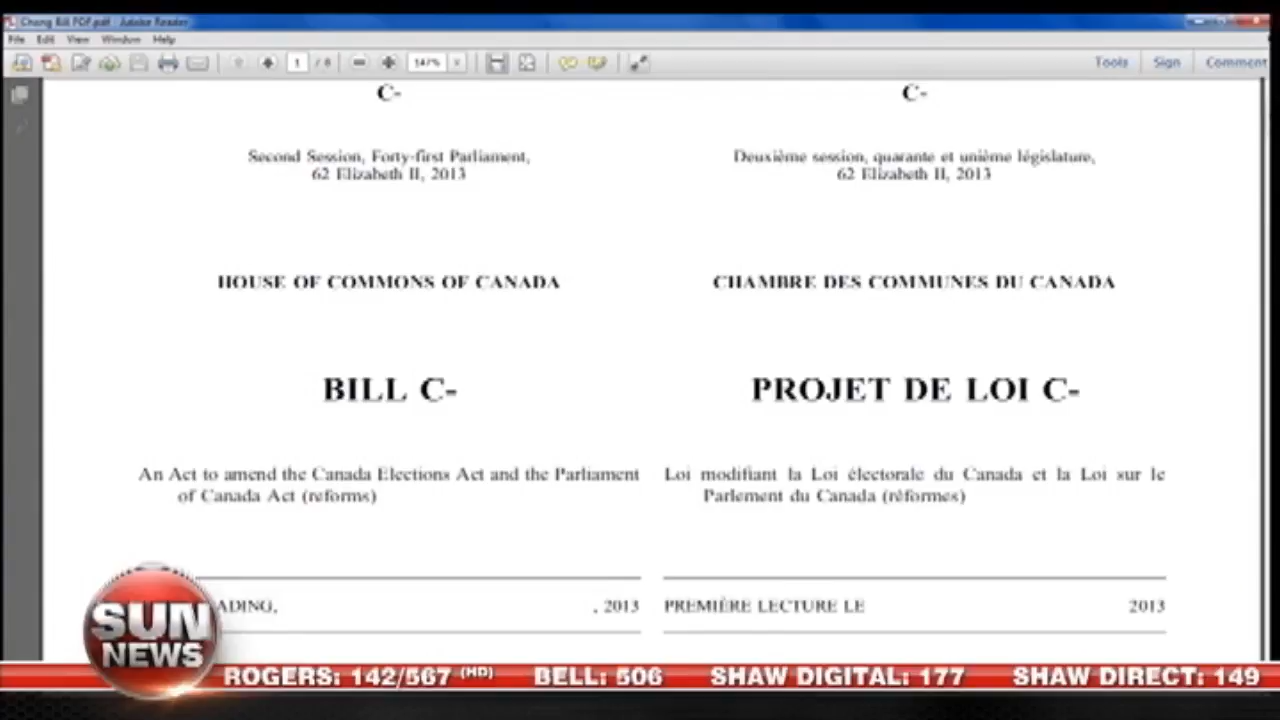 Chong Bill PDF.pdf - Adobe Reader
File Edit View Window Help
1 / 8 147% Tools Sign Comment
C-
Second Session, Forty-first Parliament,
62 Elizabeth II, 2013
HOUSE OF COMMONS OF CANADA
BILL C-
An Act to amend the Canada Elections Act and the Parliament
of Canada Act (reforms)
ADING, , 2013
C-
Deuxième session, quarante et unième législature,
62 Elizabeth II, 2013
CHAMBRE DES COMMUNES DU CANADA
PROJET DE LOI C-
Loi modifiant la Loi électorale du Canada et la Loi sur le
Parlement du Canada (réformes)
PREMIÈRE LECTURE LE 2013
SUN
NEWS
ROGERS: 142/567 (HD) BELL: 506 SHAW DIGITAL: 177 SHAW DIRECT: 149